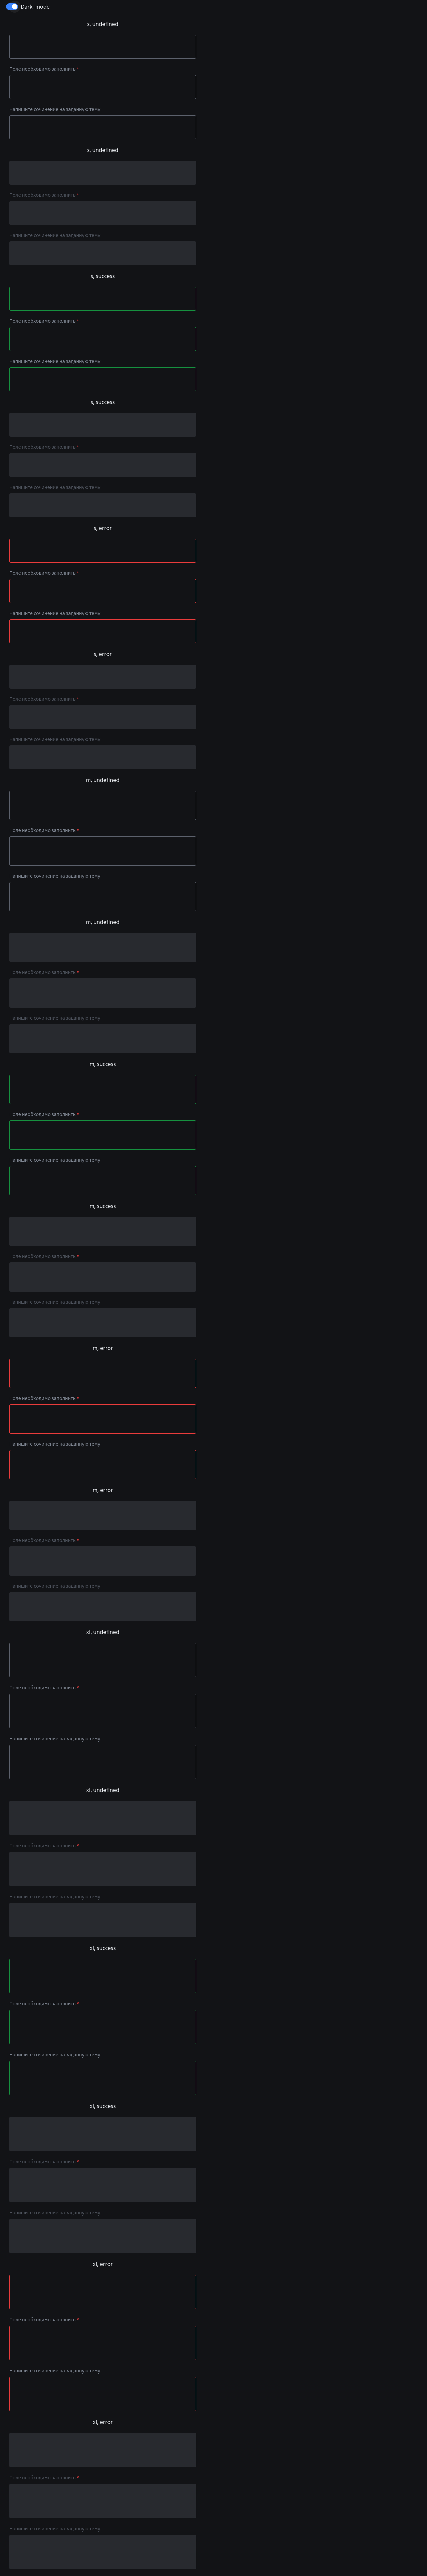 Dark_mode
s, undefined
Поле необходимо заполнить *
Напишите сочинение на заданную тему
s, undefined
Поле необходимо заполнить *
Напишите сочинение на заданную тему
s, success
Поле необходимо заполнить *
Напишите сочинение на заданную тему
s, success
Поле необходимо заполнить *
Напишите сочинение на заданную тему
s, error
Поле необходимо заполнить *
Напишите сочинение на заданную тему
s, error
Поле необходимо заполнить *
Напишите сочинение на заданную тему
m, undefined
Поле необходимо заполнить *
Напишите сочинение на заданную тему
m, undefined
Поле необходимо заполнить *
Напишите сочинение на заданную тему
m, success
Поле необходимо заполнить *
Напишите сочинение на заданную тему
m, success
Поле необходимо заполнить *
Напишите сочинение на заданную тему
m, error
Поле необходимо заполнить *
Напишите сочинение на заданную тему
m, error
Поле необходимо заполнить *
Напишите сочинение на заданную тему
xl, undefined
Поле необходимо заполнить *
Напишите сочинение на заданную тему
xl, undefined
Поле необходимо заполнить *
Напишите сочинение на заданную тему
xl, success
Поле необходимо заполнить *
Напишите сочинение на заданную тему
xl, success
Поле необходимо заполнить *
Напишите сочинение на заданную тему
xl, error
Поле необходимо заполнить *
Напишите сочинение на заданную тему
xl, error
Поле необходимо заполнить *
Напишите сочинение на заданную тему